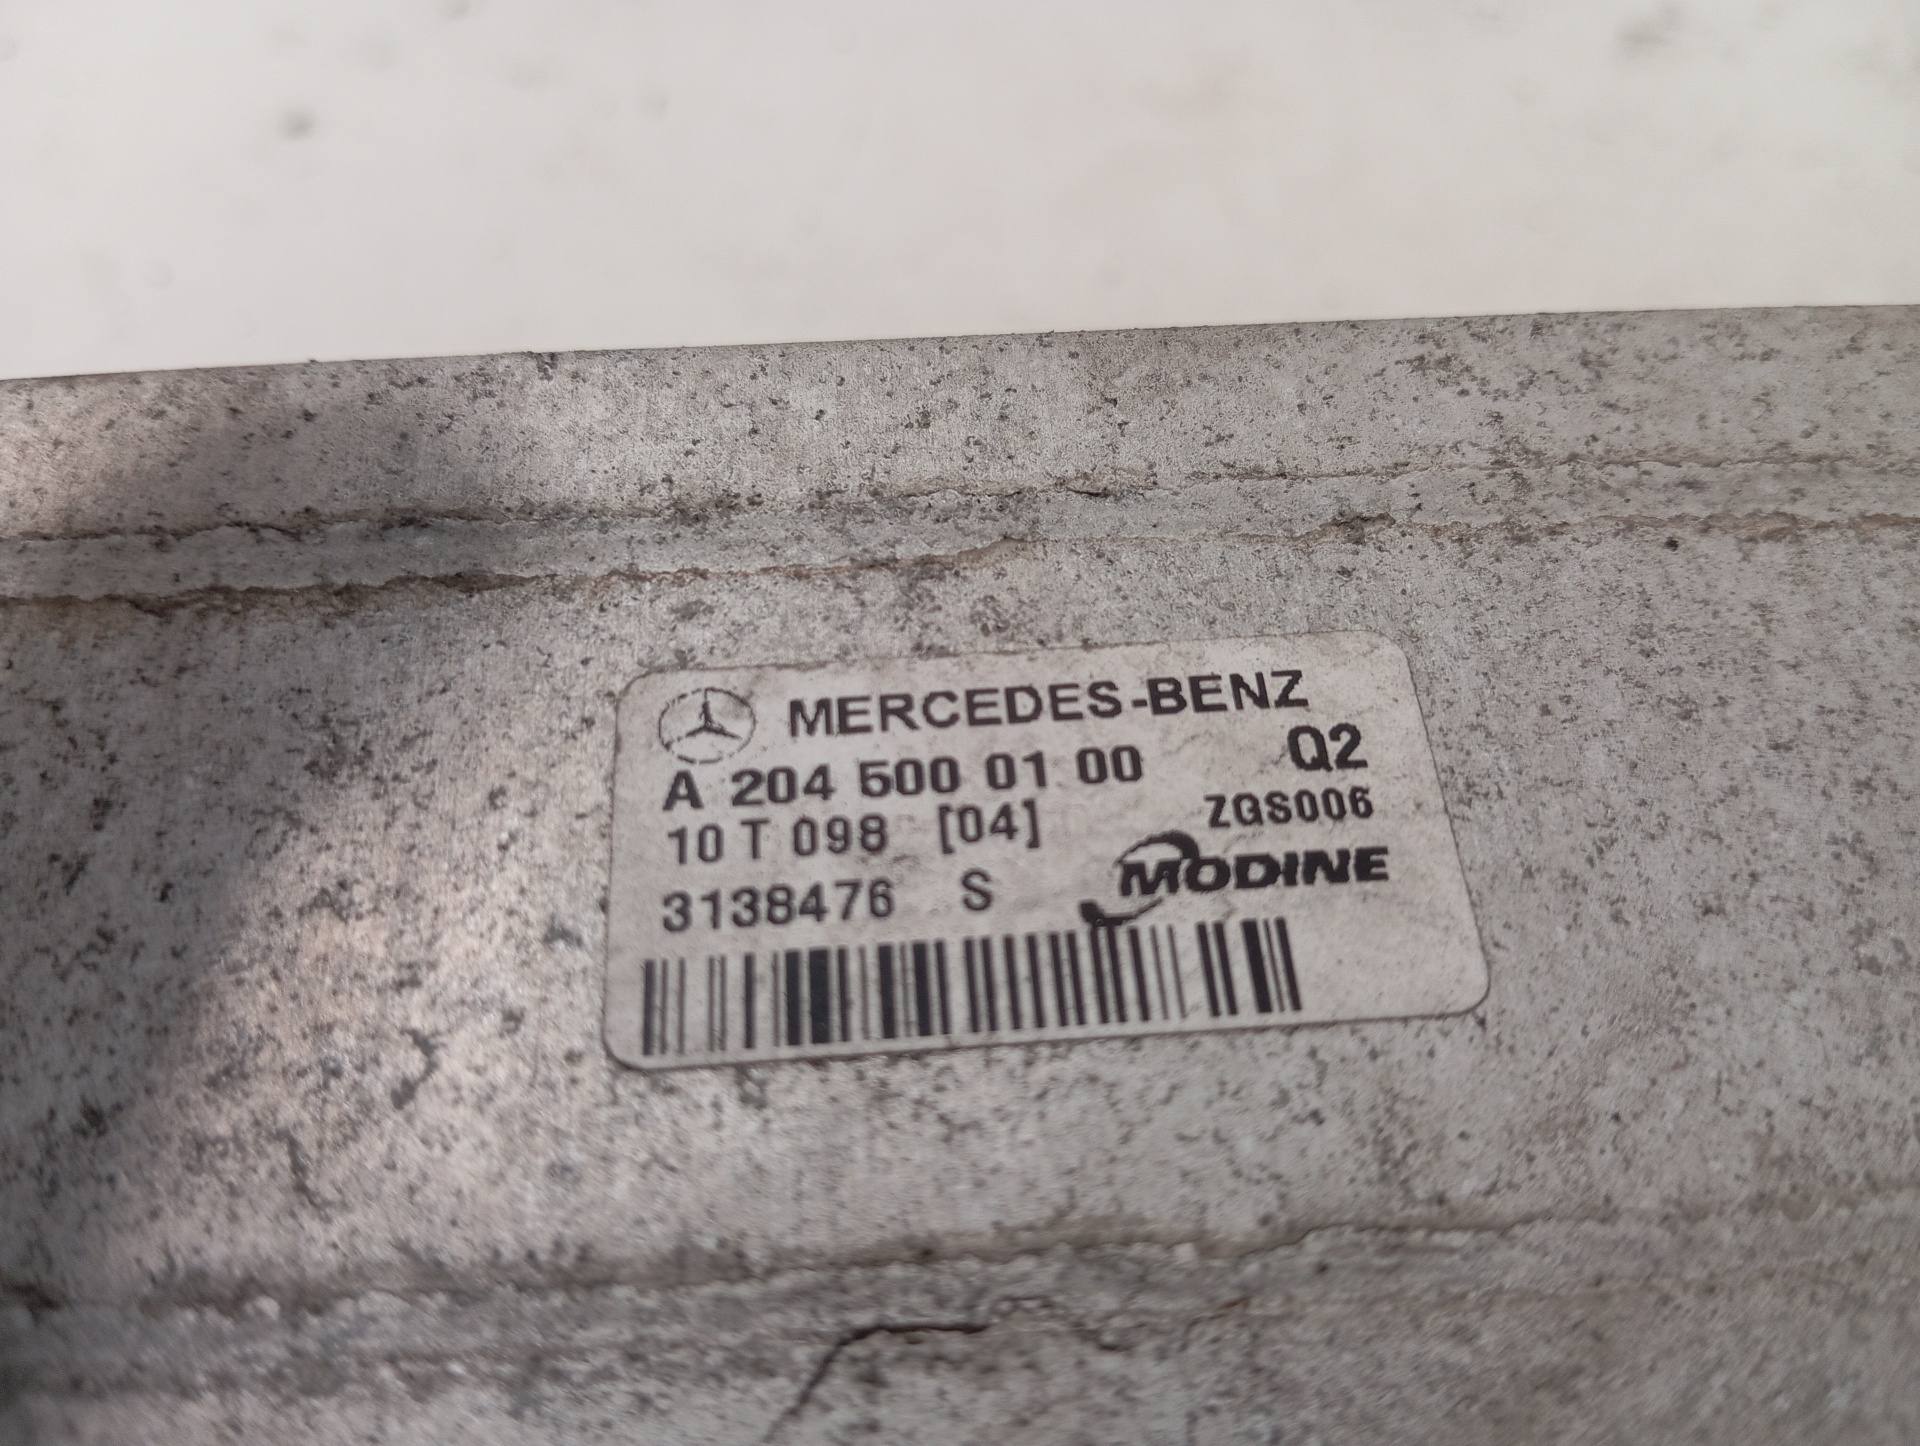 MERCEDES-BENZ
A 204 500 01 00 Q2
10 T 098 [04] ZGS006
3138476 S MODINE